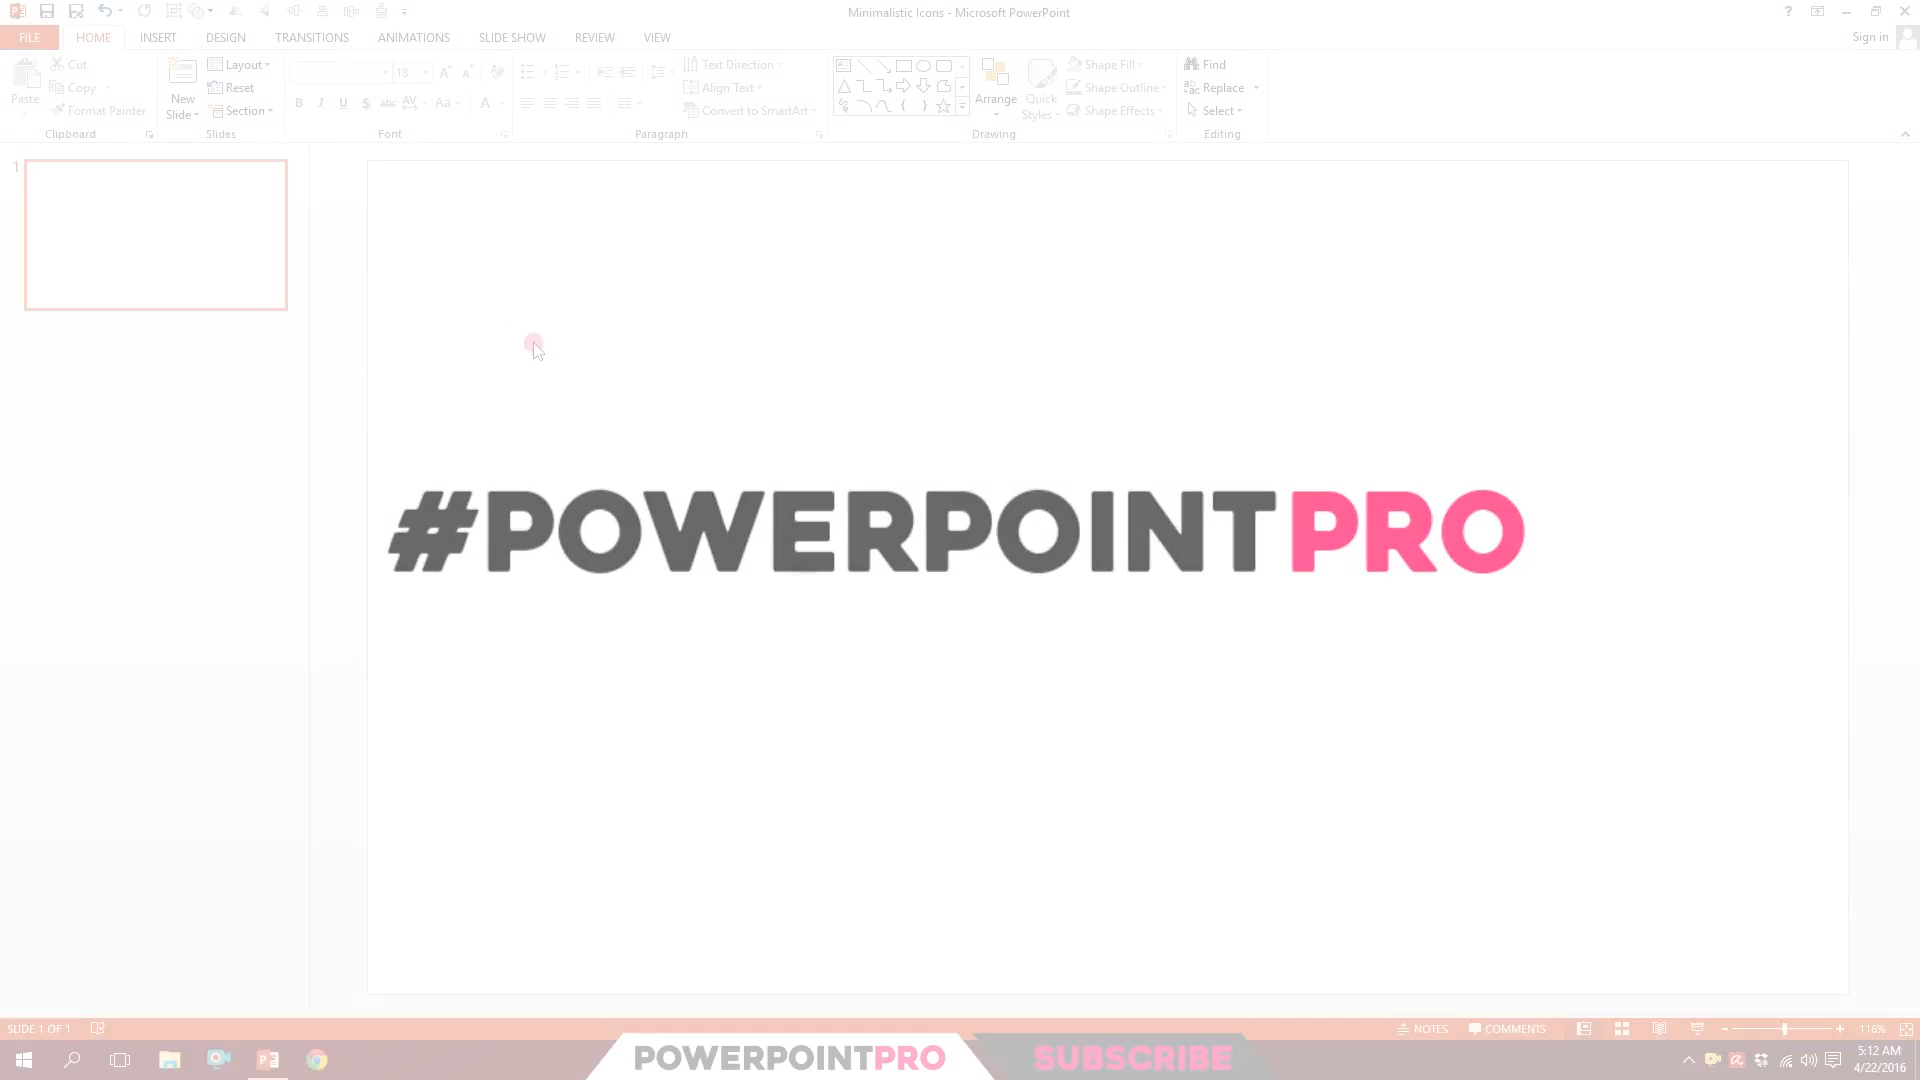 Minimalistic Icons - Microsoft PowerPoint
FILE HOME INSERT DESIGN TRANSITIONS ANIMATIONS SLIDE SHOW REVIEW VIEW Sign in
Paste
Cut
Copy
Format Painter
Clipboard
New Slide
Layout
Reset
Section
Slides
18
B I U S abc AV Aa A
Font
Text Direction
Align Text
Convert to SmartArt
Paragraph
Arrange
Quick Styles
Shape Fill
Shape Outline
Shape Effects
Drawing
Find
Replace
Select
Editing
1
#POWERPOINTPRO
SLIDE 1 OF 1 NOTES COMMENTS 116%
POWERPOINTPRO SUBSCRIBE
5:12 AM
4/22/2016